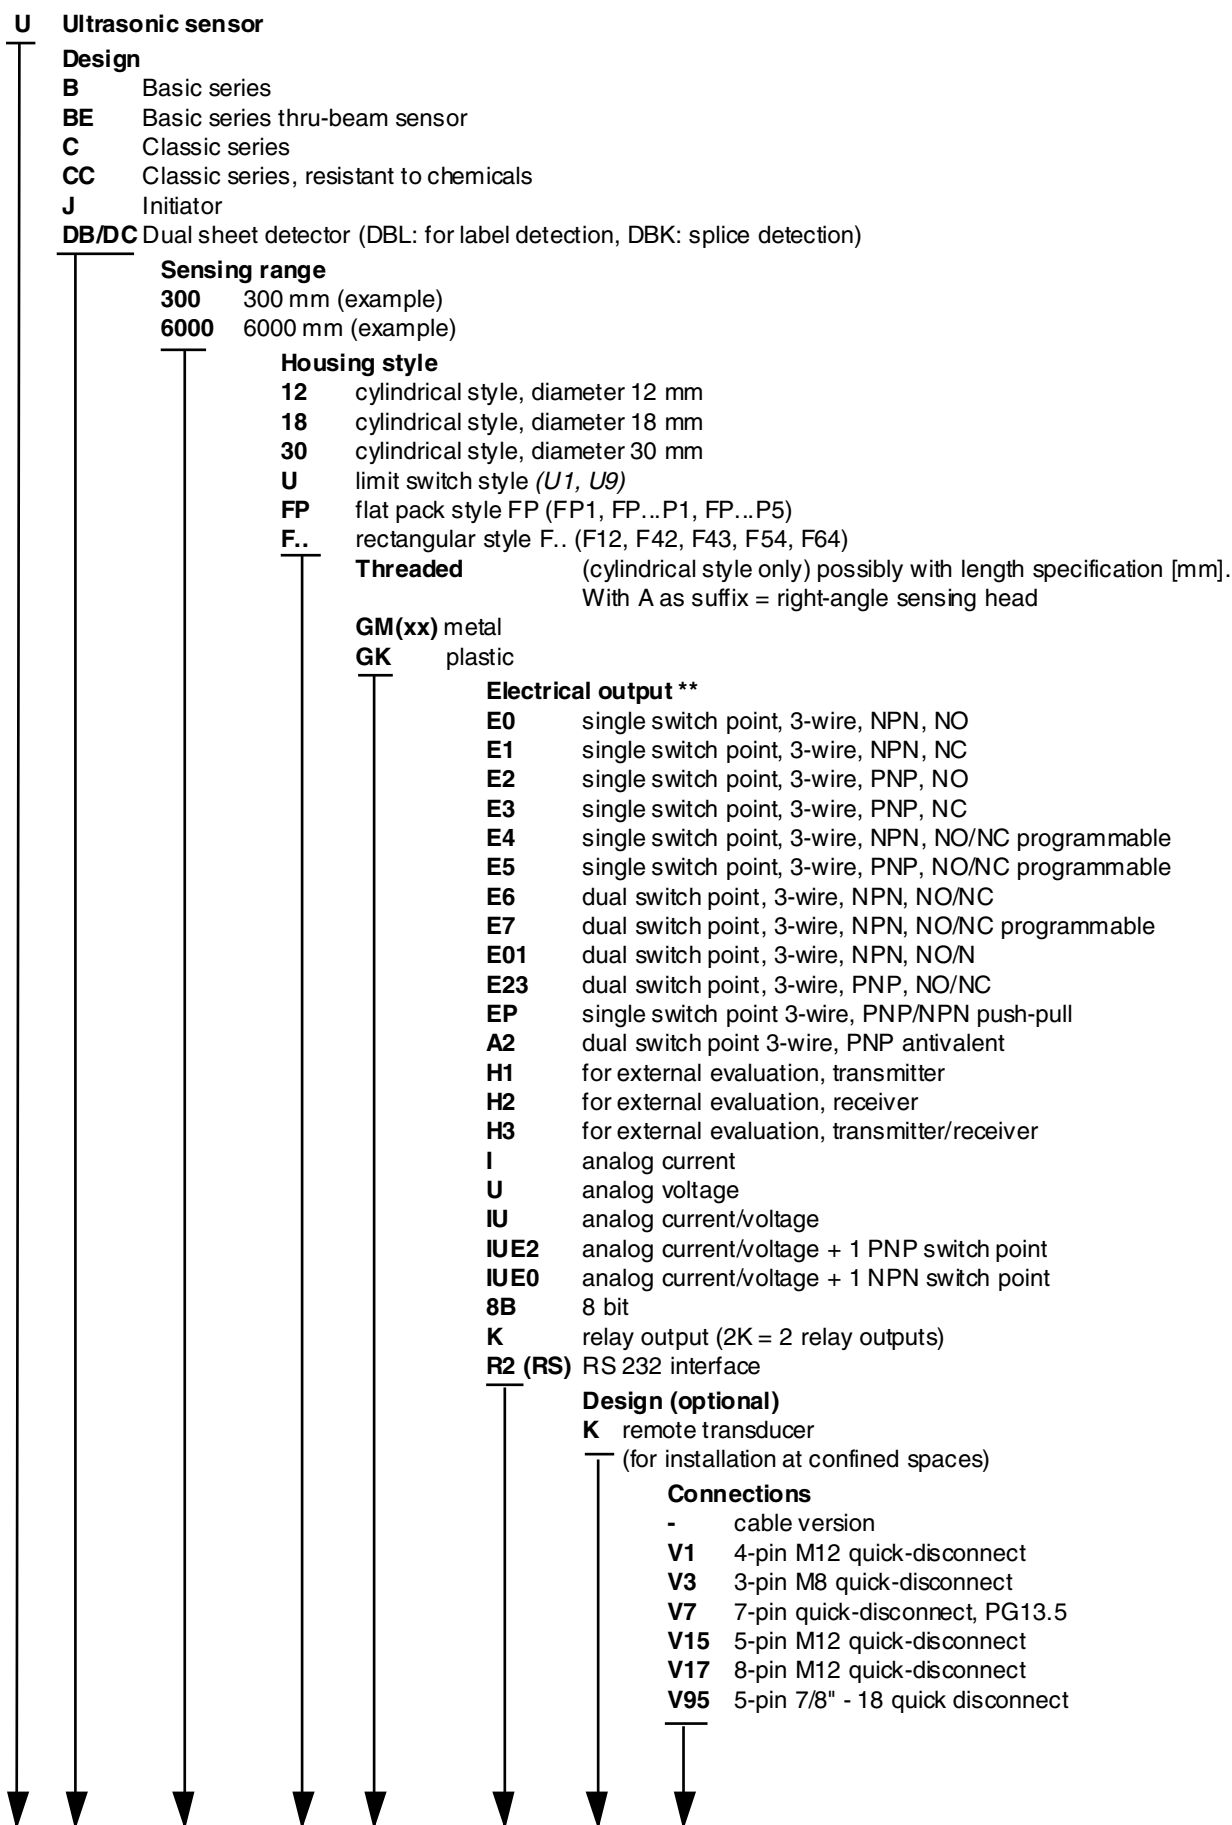 U Ultrasonic sensor
Design
B Basic series
BE Basic series thru-beam sensor
C Classic series
CC Classic series, resistant to chemicals
J Initiator
DB/DC Dual sheet detector (DBL: for label detection, DBK: splice detection)
Sensing range
300 300 mm (example)
6000 6000 mm (example)
Housing style
12 cylindrical style, diameter 12 mm
18 cylindrical style, diameter 18 mm
30 cylindrical style, diameter 30 mm
U limit switch style (U1, U9)
FP flat pack style FP (FP1, FP...P1, FP...P5)
F.. rectangular style F.. (F12, F42, F43, F54, F64)
Threaded (cylindrical style only) possibly with length specification [mm].
With A as suffix = right-angle sensing head
GM(xx) metal
GK plastic
Electrical output **
E0 single switch point, 3-wire, NPN, NO
E1 single switch point, 3-wire, NPN, NC
E2 single switch point, 3-wire, PNP, NO
E3 single switch point, 3-wire, PNP, NC
E4 single switch point, 3-wire, NPN, NO/NC programmable
E5 single switch point, 3-wire, PNP, NO/NC programmable
E6 dual switch point, 3-wire, NPN, NO/NC
E7 dual switch point, 3-wire, NPN, NO/NC programmable
E01 dual switch point, 3-wire, NPN, NO/N
E23 dual switch point, 3-wire, PNP, NO/NC
EP single switch point 3-wire, PNP/NPN push-pull
A2 dual switch point 3-wire, PNP antivalent
H1 for external evaluation, transmitter
H2 for external evaluation, receiver
H3 for external evaluation, transmitter/receiver
I analog current
U analog voltage
IU analog current/voltage
IUE2 analog current/voltage + 1 PNP switch point
IUE0 analog current/voltage + 1 NPN switch point
8B 8 bit
K relay output (2K = 2 relay outputs)
R2 (RS) RS 232 interface
Design (optional)
K remote transducer
(for installation at confined spaces)
Connections
- cable version
V1 4-pin M12 quick-disconnect
V3 3-pin M8 quick-disconnect
V7 7-pin quick-disconnect, PG13.5
V15 5-pin M12 quick-disconnect
V17 8-pin M12 quick-disconnect
V95 5-pin 7/8" - 18 quick disconnect